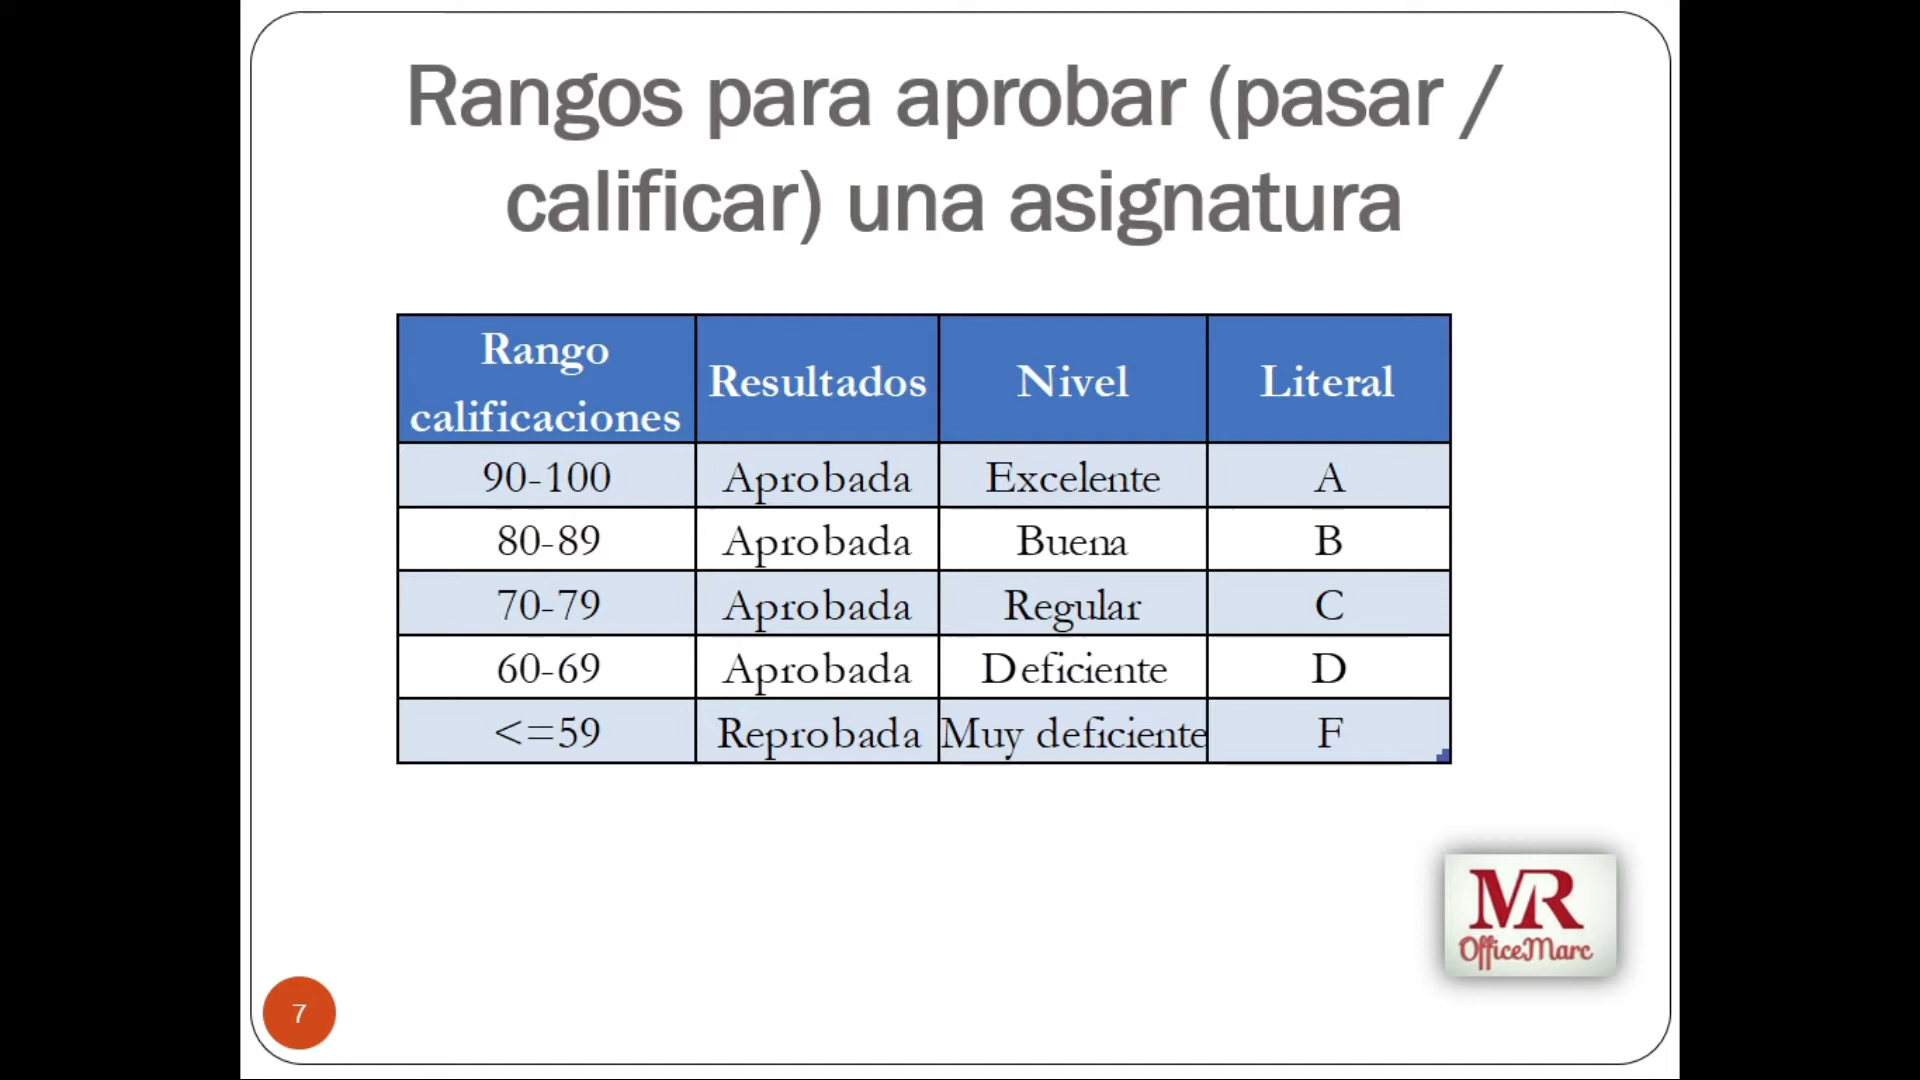 Rangos para aprobar (pasar /
calificar) una asignatura
Rango
calificaciones
Resultados
Nivel
Literal
90-100 Aprobada Excelente A
80-89 Aprobada Buena B
70-79 Aprobada Regular C
60-69 Aprobada Deficiente D
<=59 Reprobada Muy deficiente F
MR
OfficeMarc
7